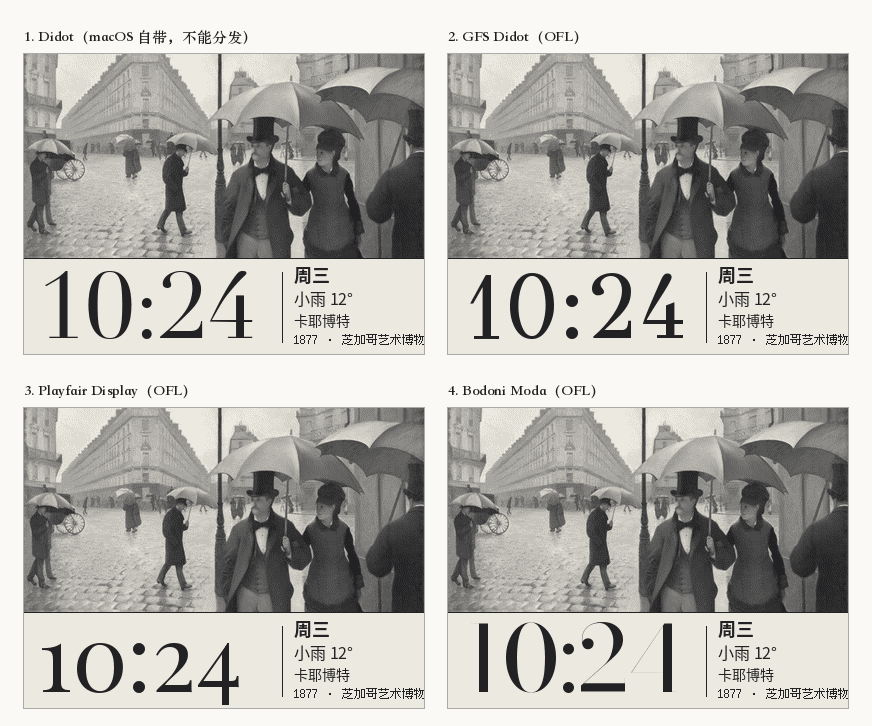 1. Didot（macOS 自带，不能分发）
10:24
周三
小雨 12°
卡耶博特
1877 · 芝加哥艺术博物
2. GFS Didot（OFL）
10:24
周三
小雨 12°
卡耶博特
1877 · 芝加哥艺术博物
3. Playfair Display（OFL）
10:24
周三
小雨 12°
卡耶博特
1877 · 芝加哥艺术博物
4. Bodoni Moda（OFL）
10:24
周三
小雨 12°
卡耶博特
1877 · 芝加哥艺术博物